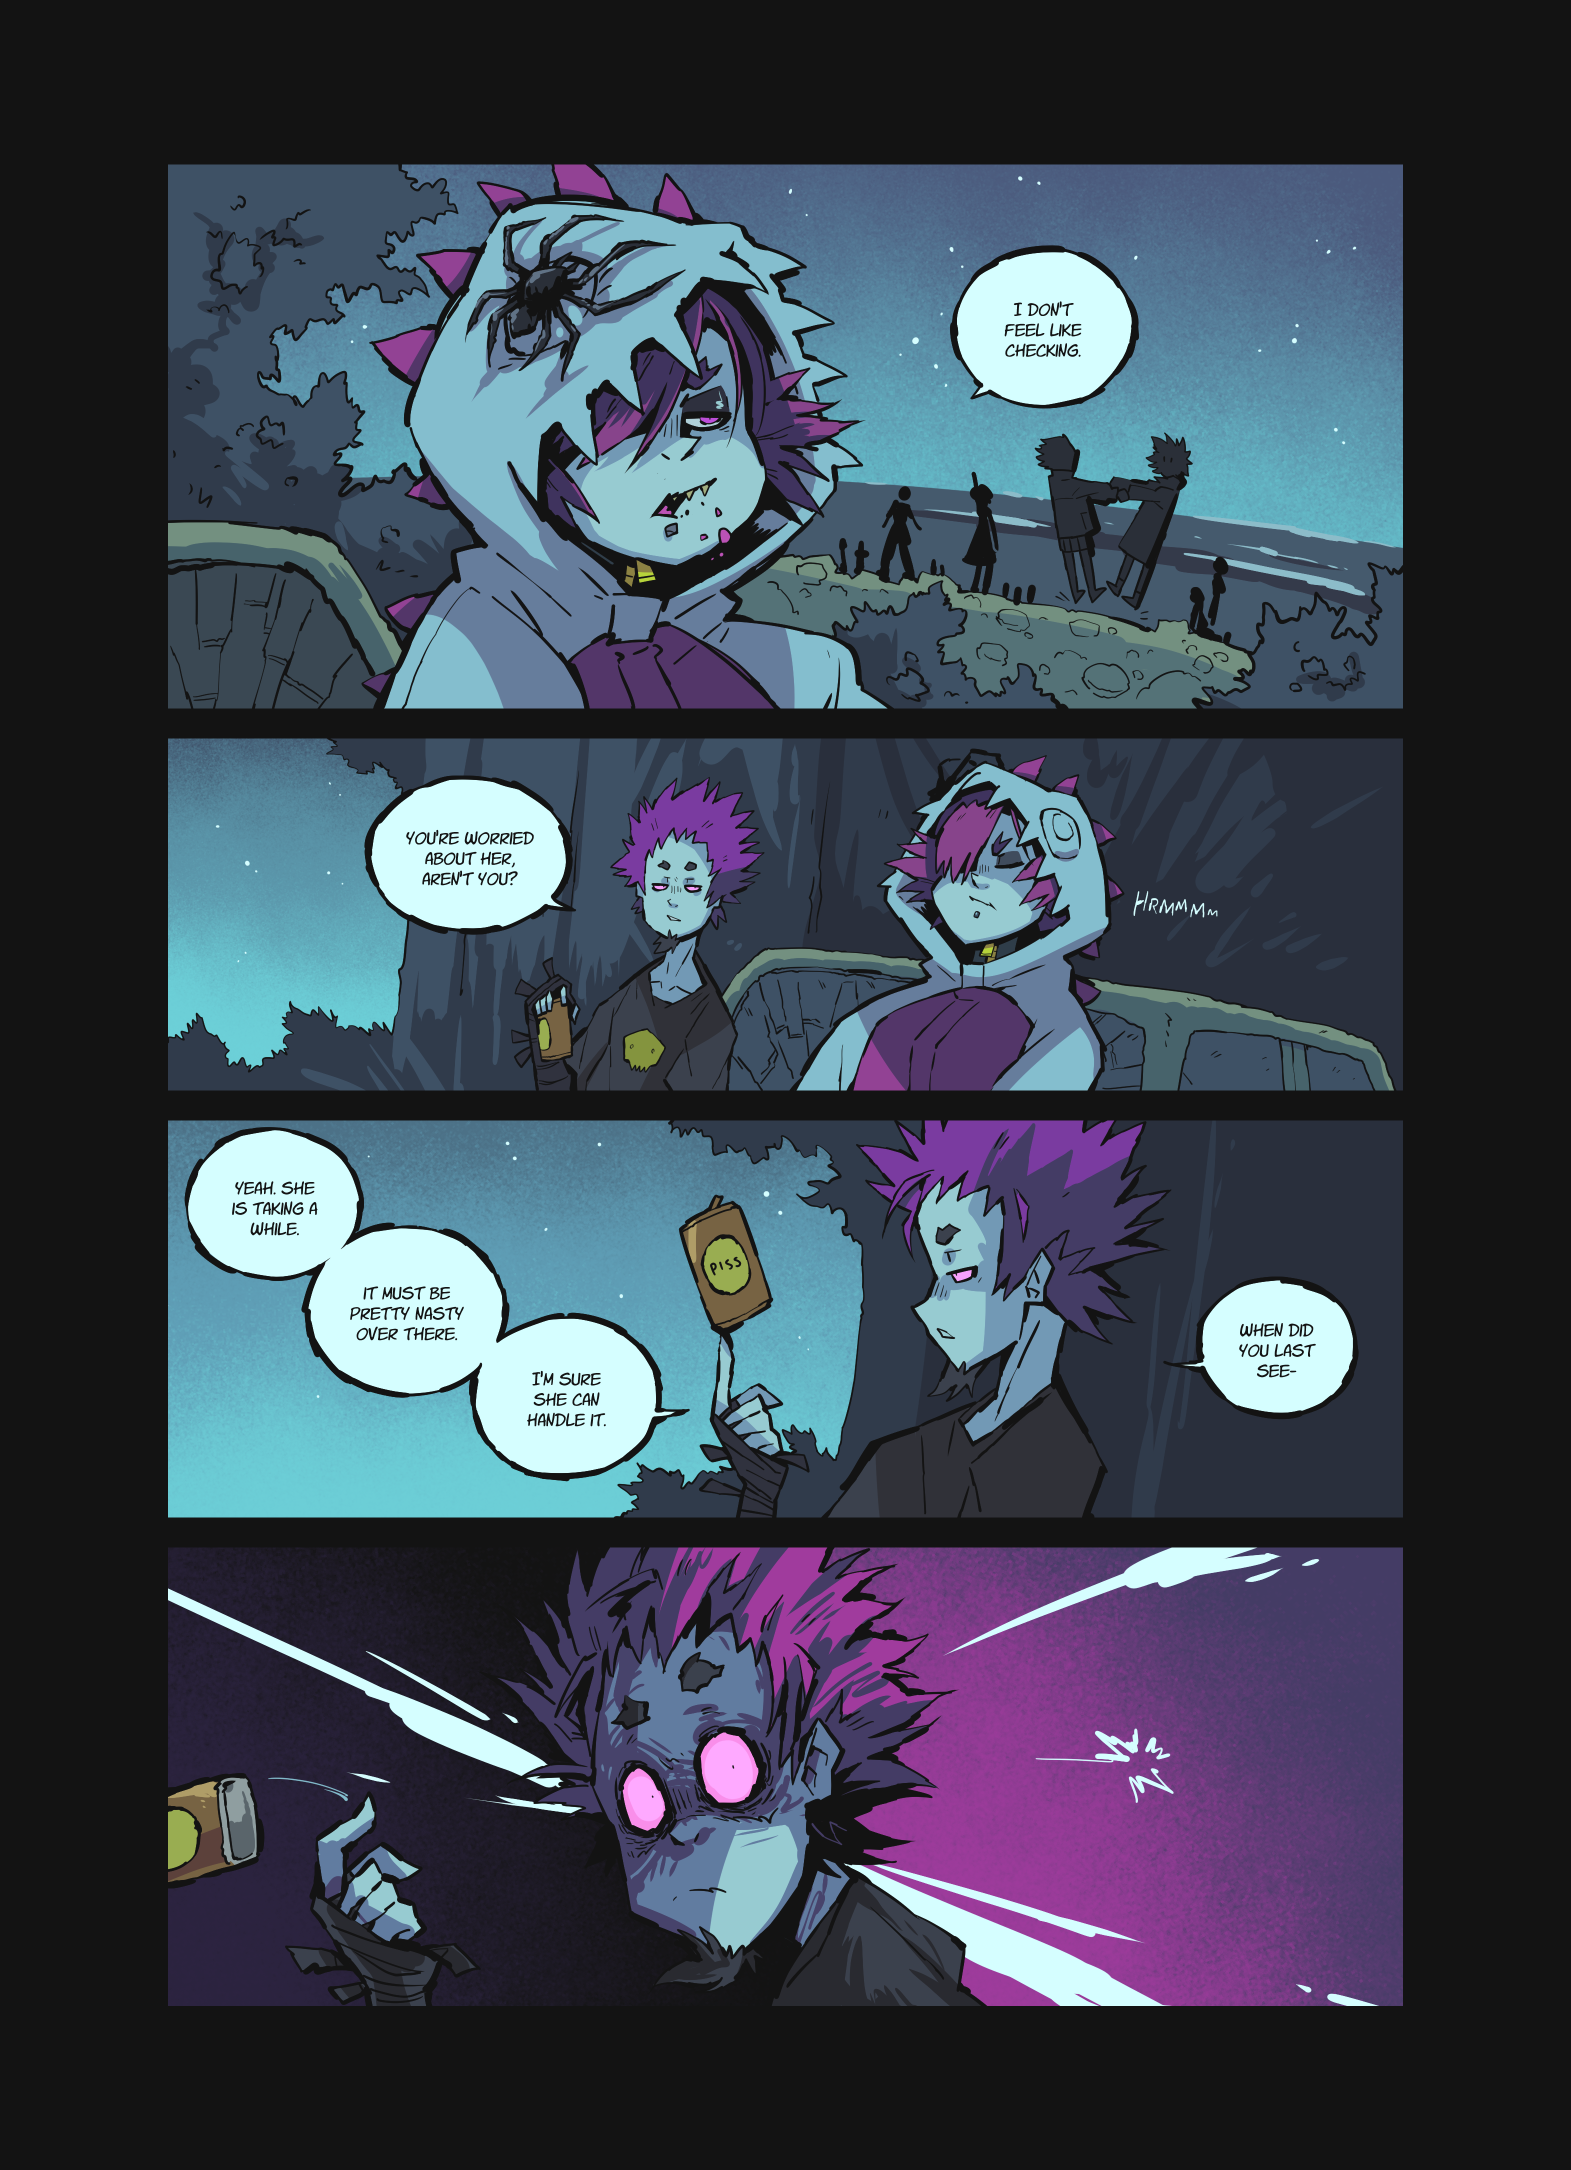 I DON'T
FEEL LIKE
CHECKING.
YOU'RE WORRIED
ABOUT HER,
AREN'T YOU?
HRMMMM
YEAH. SHE
IS TAKING A
WHILE.
IT MUST BE
PRETTY NASTY
OVER THERE.
I'M SURE
SHE CAN
HANDLE IT.
PISS
WHEN DID
YOU LAST
SEE-